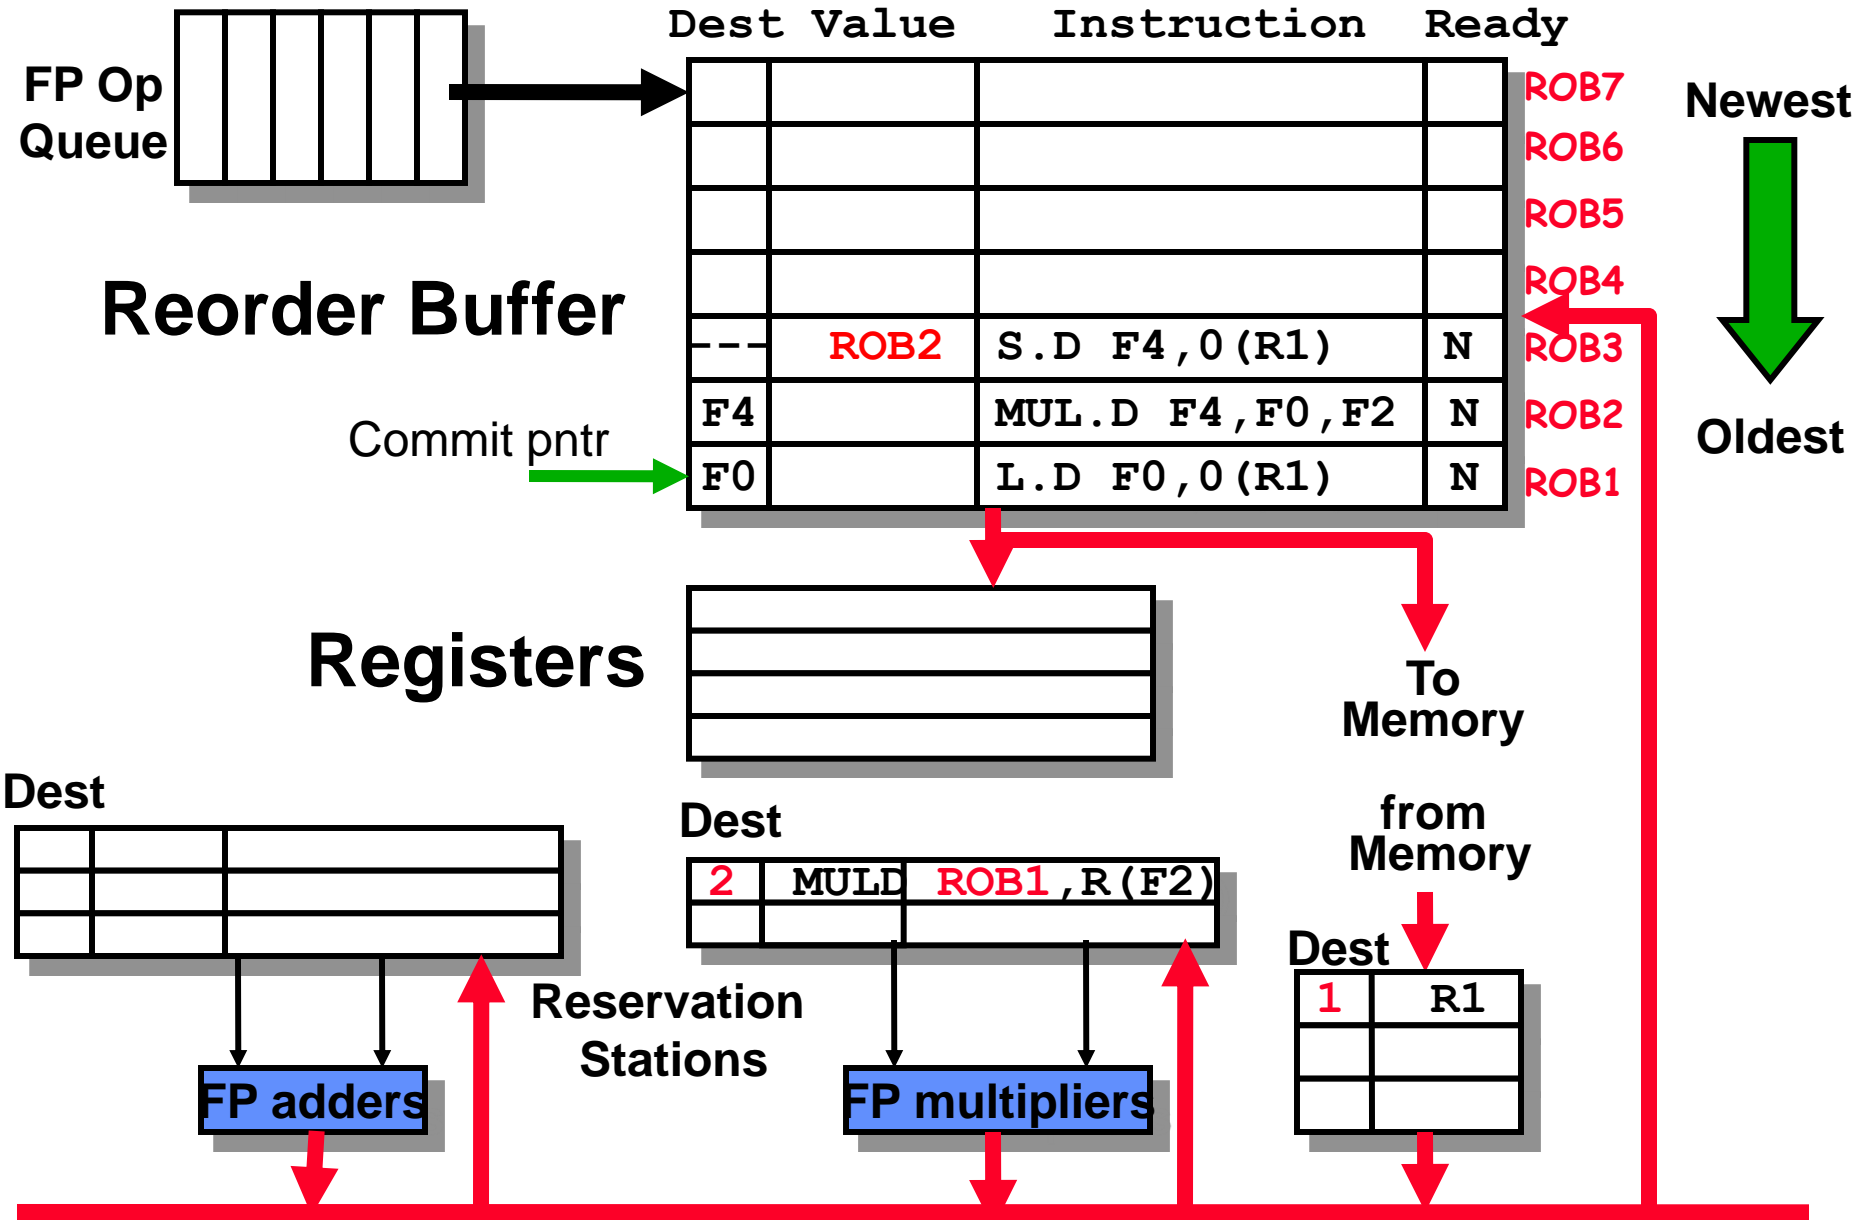 Dest Value Instruction Ready
FP Op
Queue
ROB7
Newest
ROB6
ROB5
Reorder Buffer
ROB4
--- ROB2 S.D F4,0(R1) N ROB3
F4 MUL.D F4,F0,F2 N ROB2
Oldest
Commit pntr
F0 L.D F0,0(R1) N ROB1
Registers
To
Memory
Dest
Dest
from
Memory
2 MULD ROB1,R(F2)
Dest
1 R1
Reservation
Stations
FP adders
FP multipliers